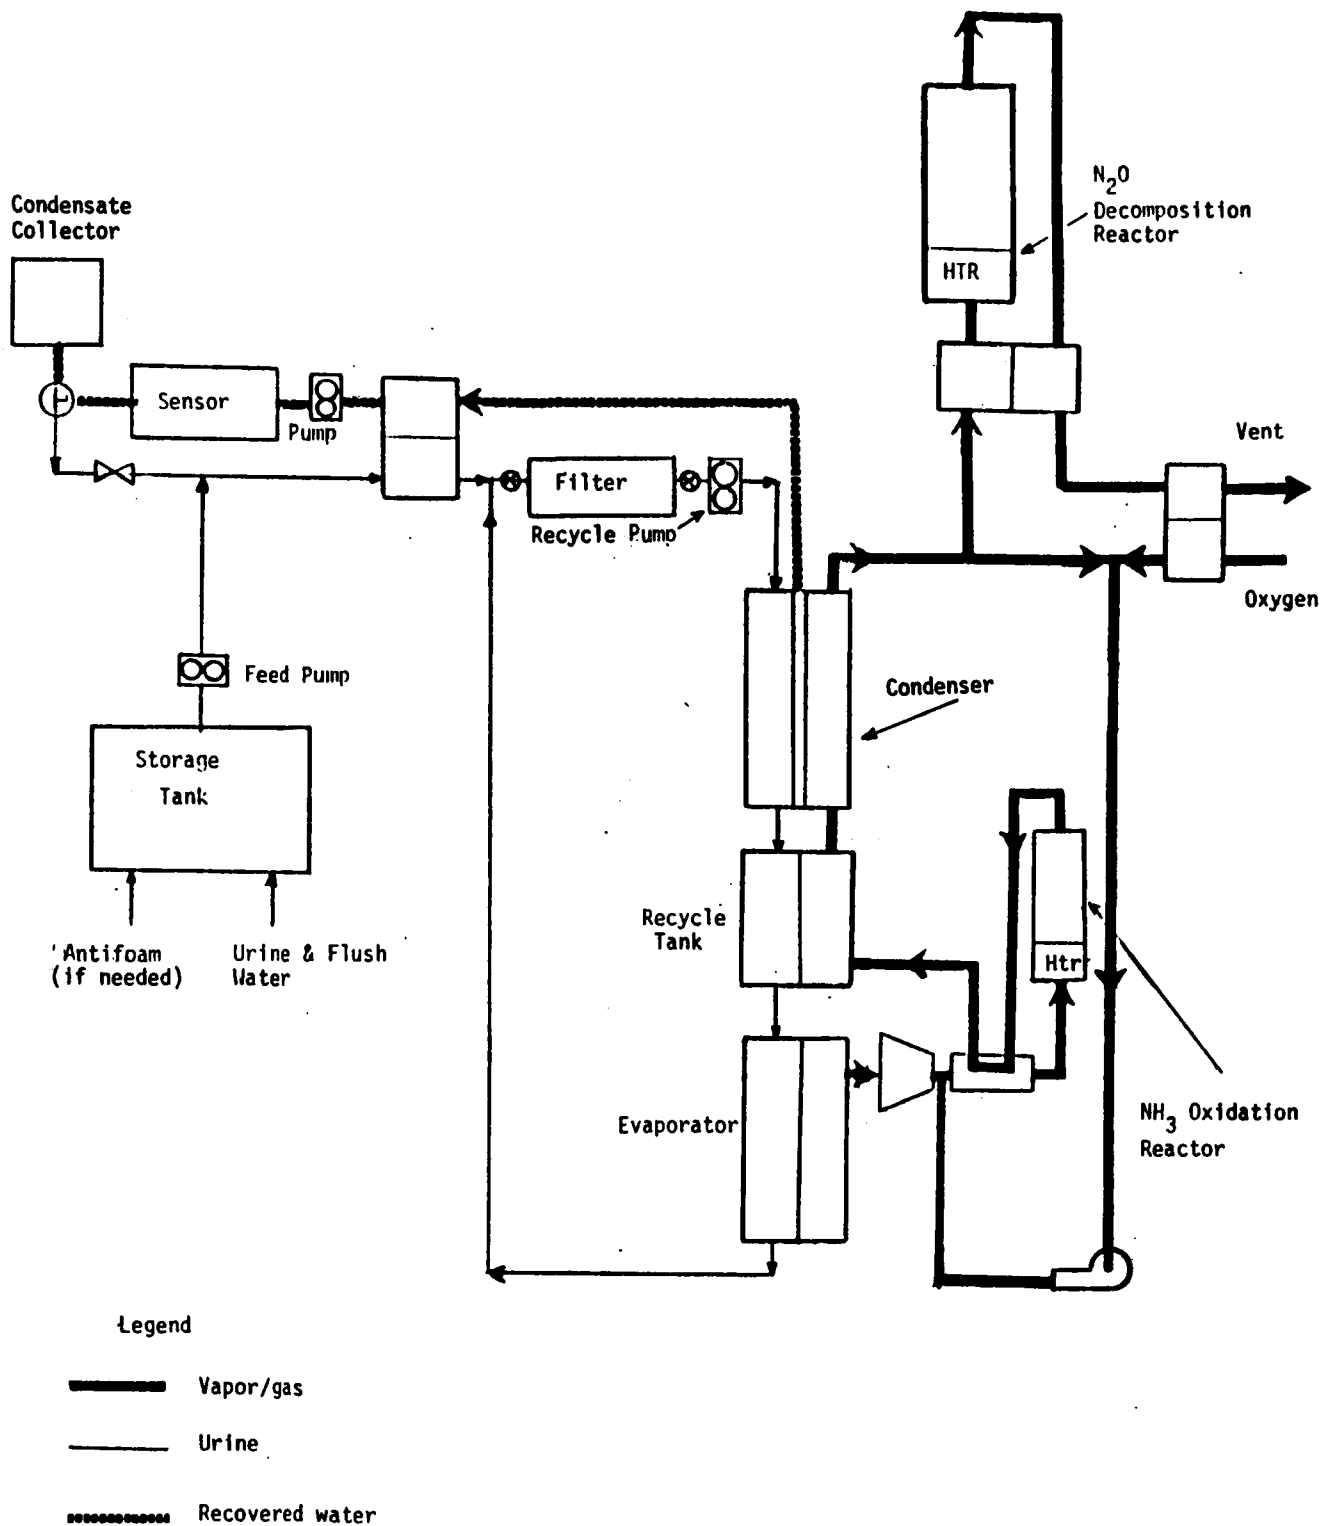 N2O
Decomposition
Reactor
HTR
Condensate
Collector
Sensor
Pump
Vent
Filter
Recycle Pump
Oxygen
Feed Pump
Condenser
Storage
Tank
Recycle
Tank
Htr
'Antifoam
(if needed)
Urine & Flush
Water
Evaporator
NH3 Oxidation
Reactor
Legend
Vapor/gas
Urine
Recovered water